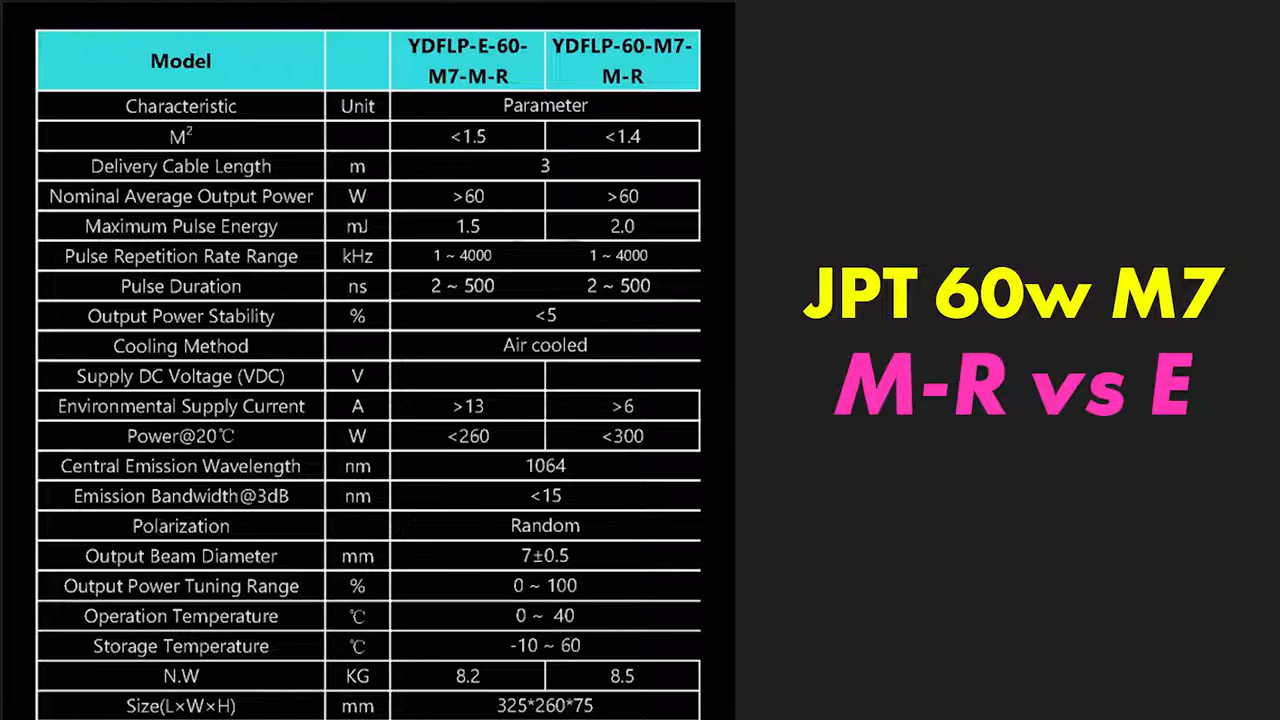 Model YDFLP-E-60-M7-M-R YDFLP-60-M7-M-R
Characteristic Unit Parameter
M² <1.5 <1.4
Delivery Cable Length m 3
Nominal Average Output Power W >60 >60
Maximum Pulse Energy mJ 1.5 2.0
Pulse Repetition Rate Range kHz 1 ~ 4000 1 ~ 4000
Pulse Duration ns 2 ~ 500 2 ~ 500
Output Power Stability % <5
Cooling Method Air cooled
Supply DC Voltage (VDC) V
Environmental Supply Current A >13 >6
Power@20℃ W <260 <300
Central Emission Wavelength nm 1064
Emission Bandwidth@3dB nm <15
Polarization Random
Output Beam Diameter mm 7±0.5
Output Power Tuning Range % 0 ~ 100
Operation Temperature ℃ 0 ~ 40
Storage Temperature ℃ -10 ~ 60
N.W KG 8.2 8.5
Size(L×W×H) mm 325*260*75
JPT 60w M7
M-R vs E